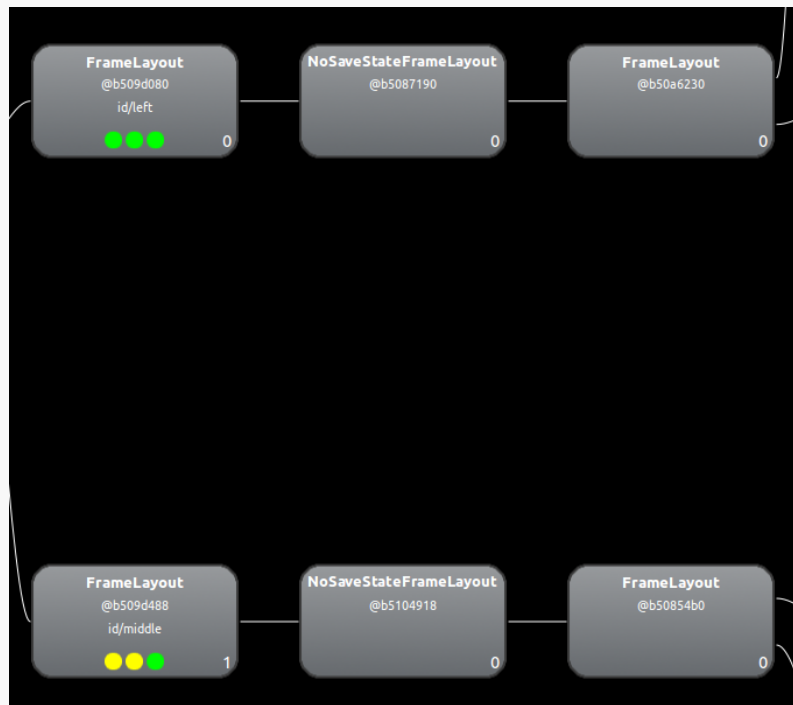 FrameLayout
@b509d080
id/left
0
NoSaveStateFrameLayout
@b5087190
0
FrameLayout
@b50a6230
0
FrameLayout
@b509d488
id/middle
1
NoSaveStateFrameLayout
@b5104918
0
FrameLayout
@b50854b0
0